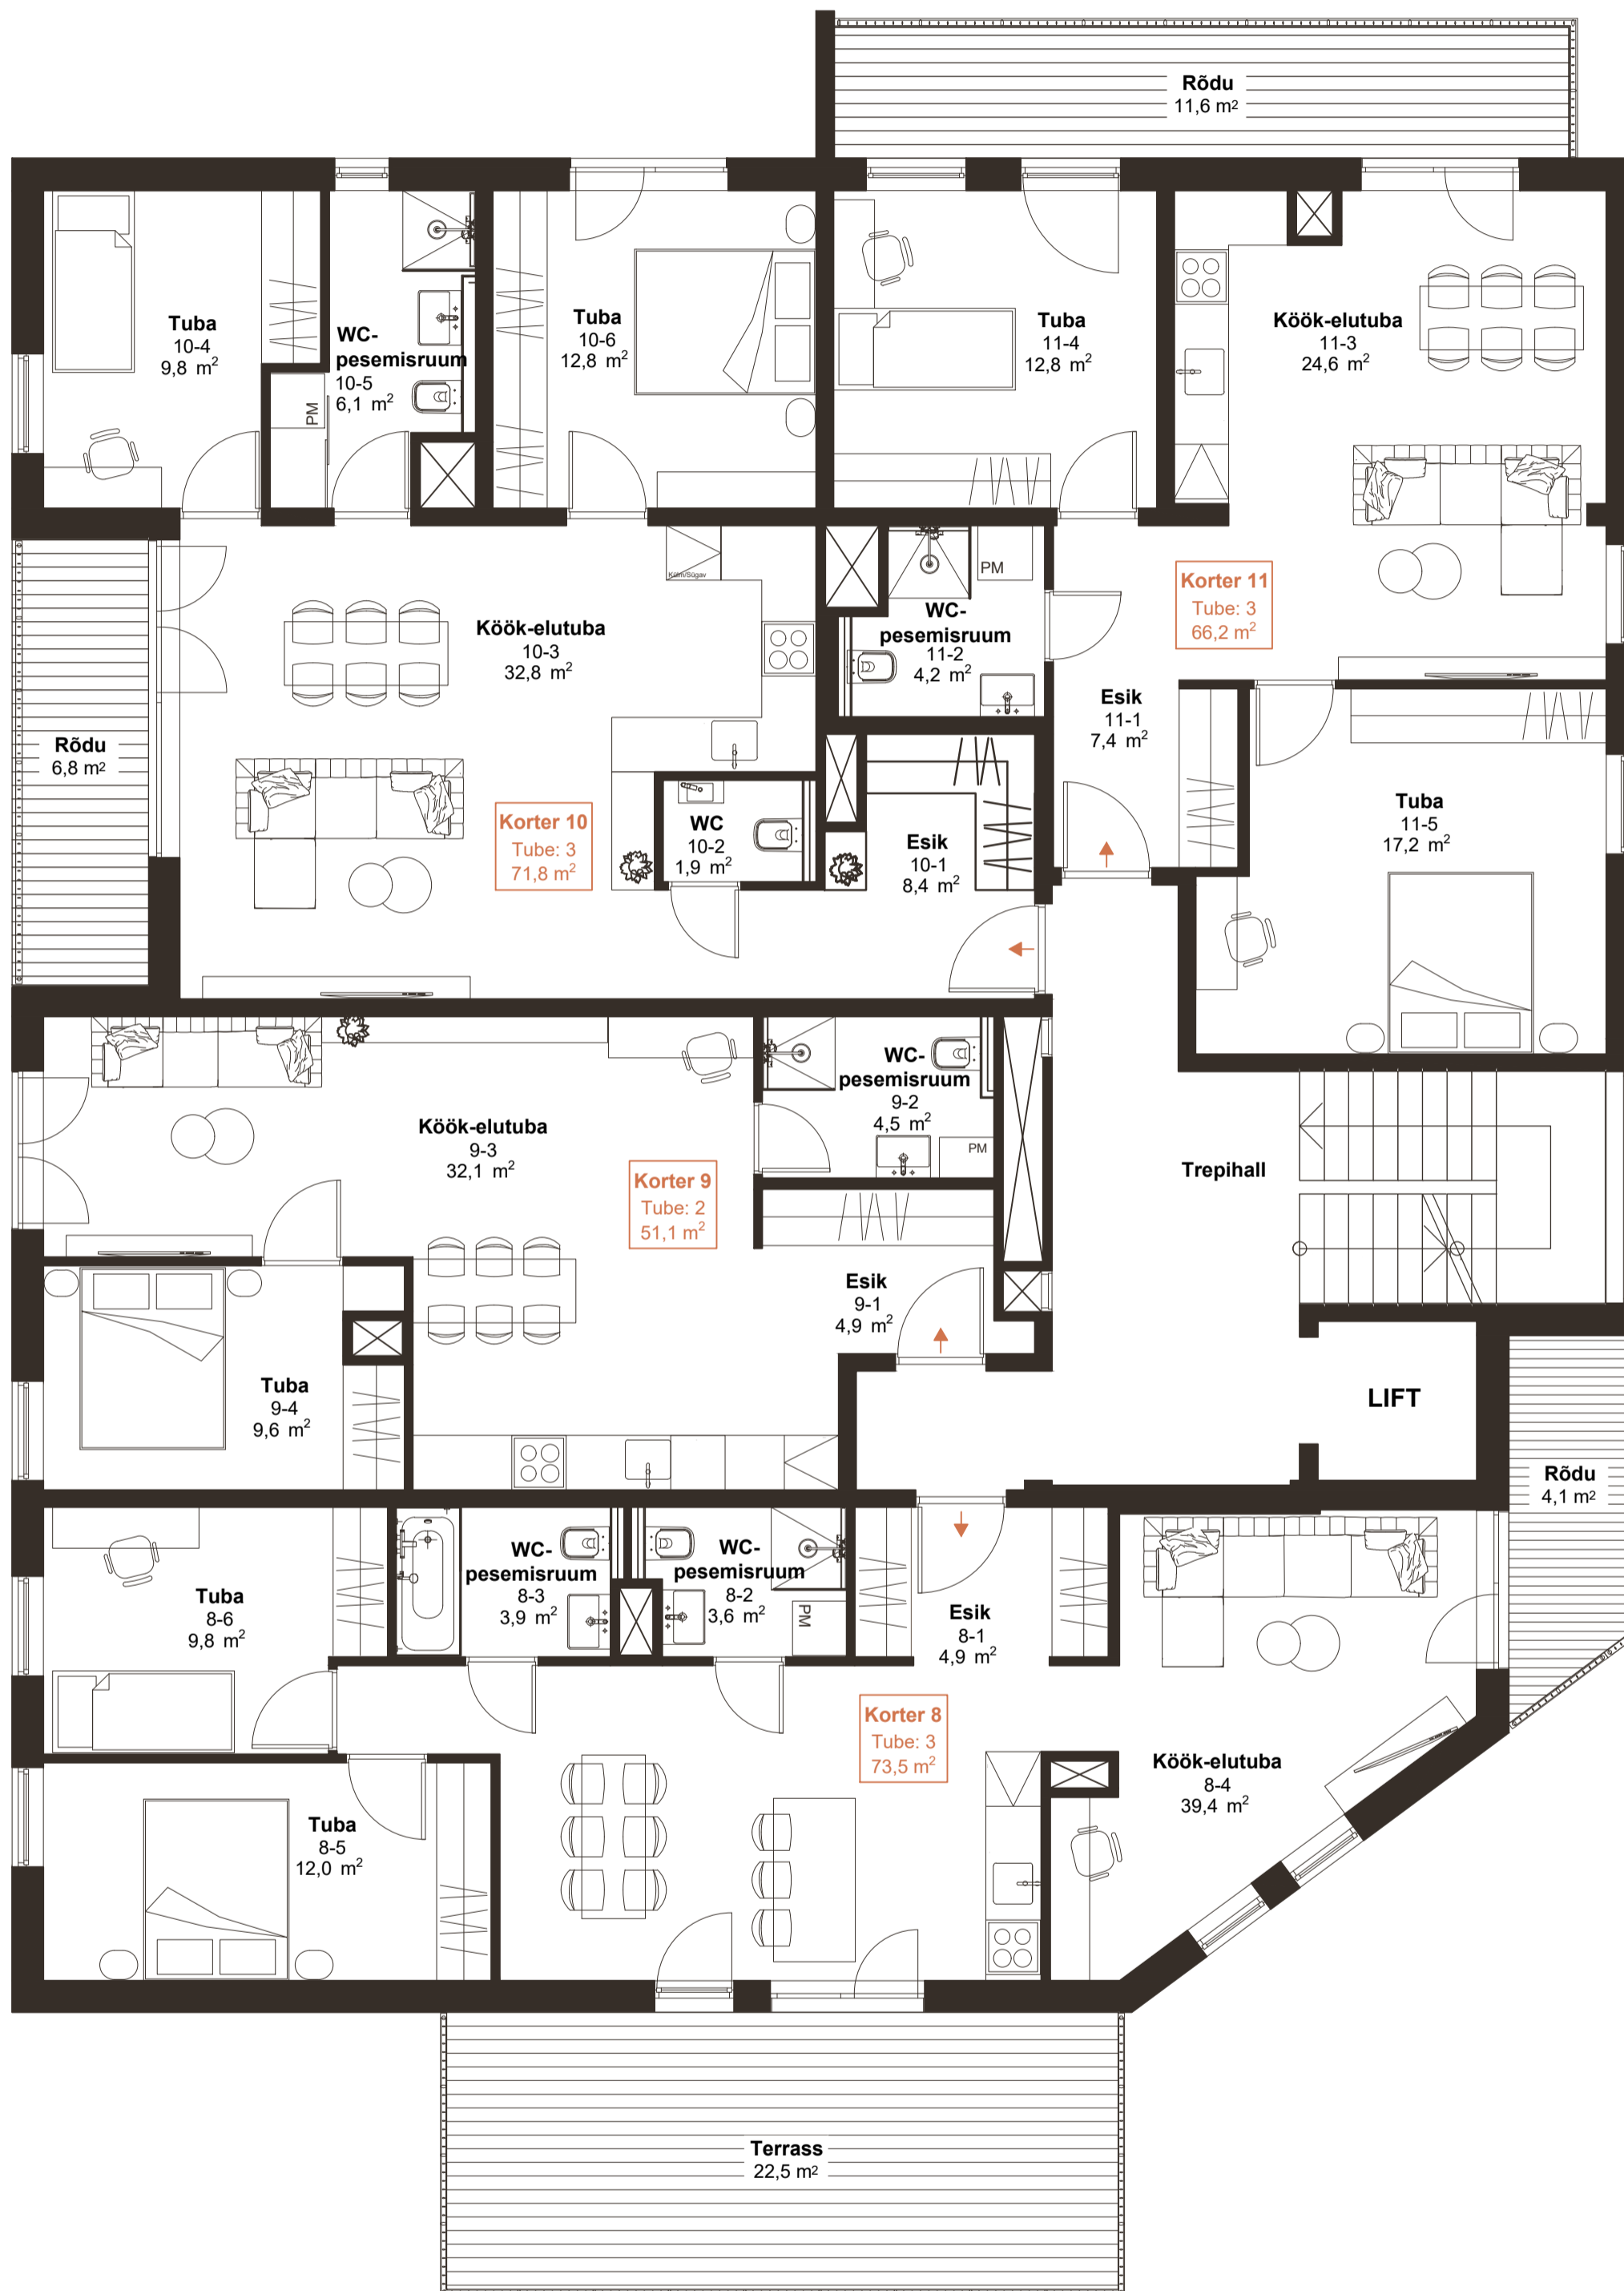 Rõdu
11,6 m²
Tuba
10-4
9,8 m²
WC-
pesemisruum
10-5
6,1 m²
PM
Tuba
10-6
12,8 m²
Tuba
11-4
12,8 m²
Köök-elutuba
11-3
24,6 m²
Külm/Sügav
Köök-elutuba
10-3
32,8 m²
PM
WC-
pesemisruum
11-2
4,2 m²
Korter 11
Tube: 3
66,2 m²
Esik
11-1
7,4 m²
Rõdu
6,8 m²
Korter 10
Tube: 3
71,8 m²
WC
10-2
1,9 m²
Esik
10-1
8,4 m²
Tuba
11-5
17,2 m²
Köök-elutuba
9-3
32,1 m²
WC-
pesemisruum
9-2
4,5 m²
PM
Korter 9
Tube: 2
51,1 m²
Trepihall
Esik
9-1
4,9 m²
Tuba
9-4
9,6 m²
LIFT
Rõdu
4,1 m²
Tuba
8-6
9,8 m²
WC-
pesemisruum
8-3
3,9 m²
WC-
pesemisruum
8-2
3,6 m²
PM
Esik
8-1
4,9 m²
Korter 8
Tube: 3
73,5 m²
Köök-elutuba
8-4
39,4 m²
Tuba
8-5
12,0 m²
Terrass
22,5 m²